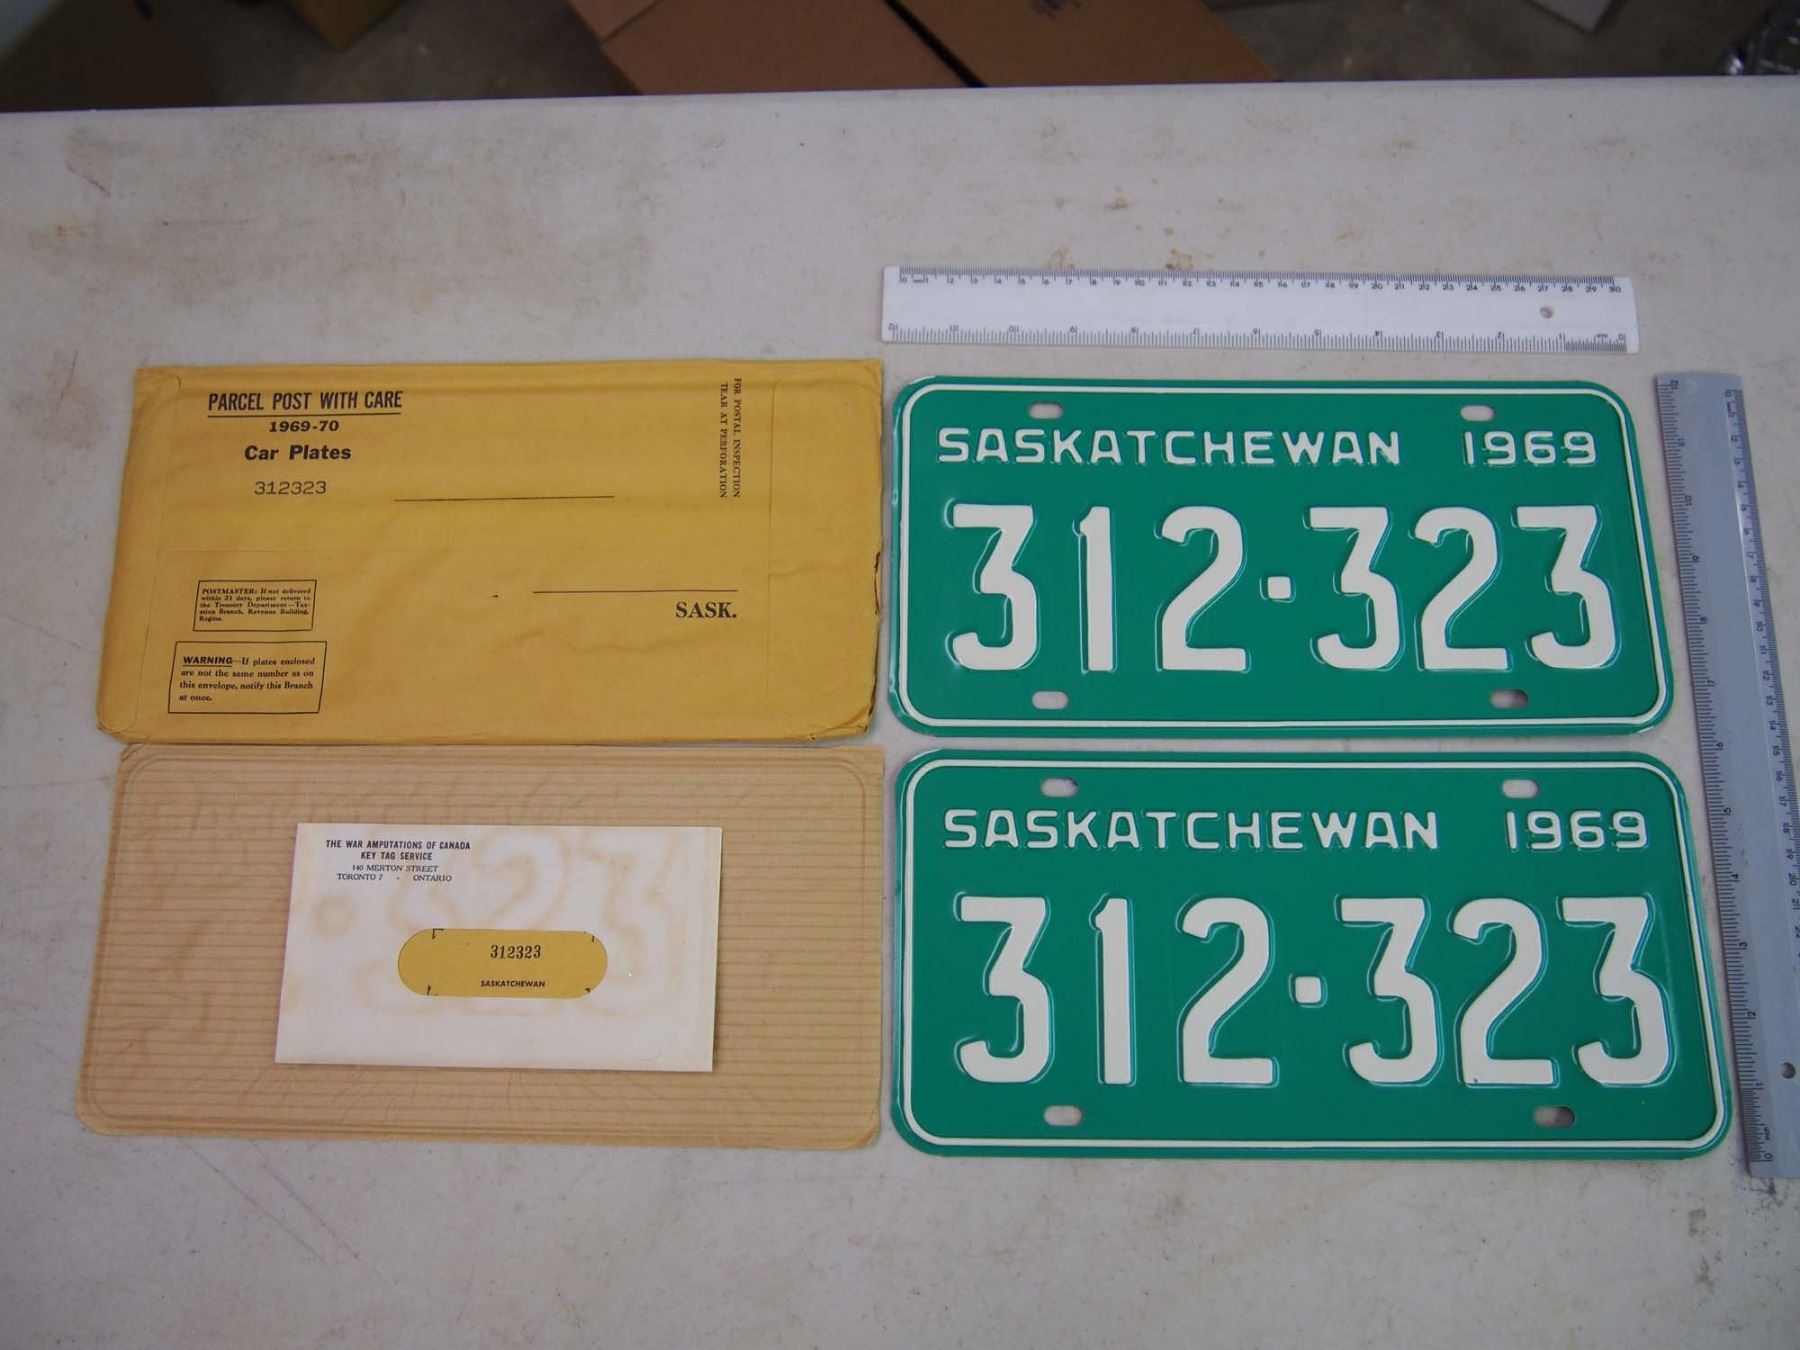 PARCEL POST WITH CARE
1969-70
Car Plates
312323
FOR POSTAL INSPECTION
TEAR AT PERFORATION
POSTMASTER: If not delivered
within 21 days, please return to
the Treasury Department—Tax-
ation Branch, Revenue Building,
Regina.
SASK.
WARNING—If plates enclosed
are not the same number as on
this envelope, notify this Branch
at once.
SASKATCHEWAN 1969
312·323
THE WAR AMPUTATIONS OF CANADA
KEY TAG SERVICE
140 MERTON STREET
TORONTO 7 - ONTARIO
312323
SASKATCHEWAN
SASKATCHEWAN 1969
312·323